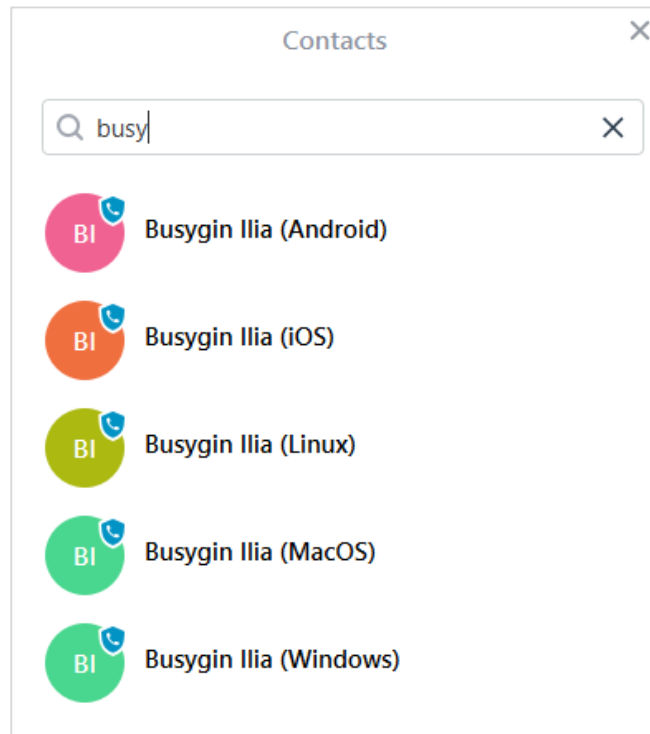 Contacts
busy
BI
Busygin Ilia (Android)
BI
Busygin Ilia (iOS)
BI
Busygin Ilia (Linux)
BI
Busygin Ilia (MacOS)
BI
Busygin Ilia (Windows)